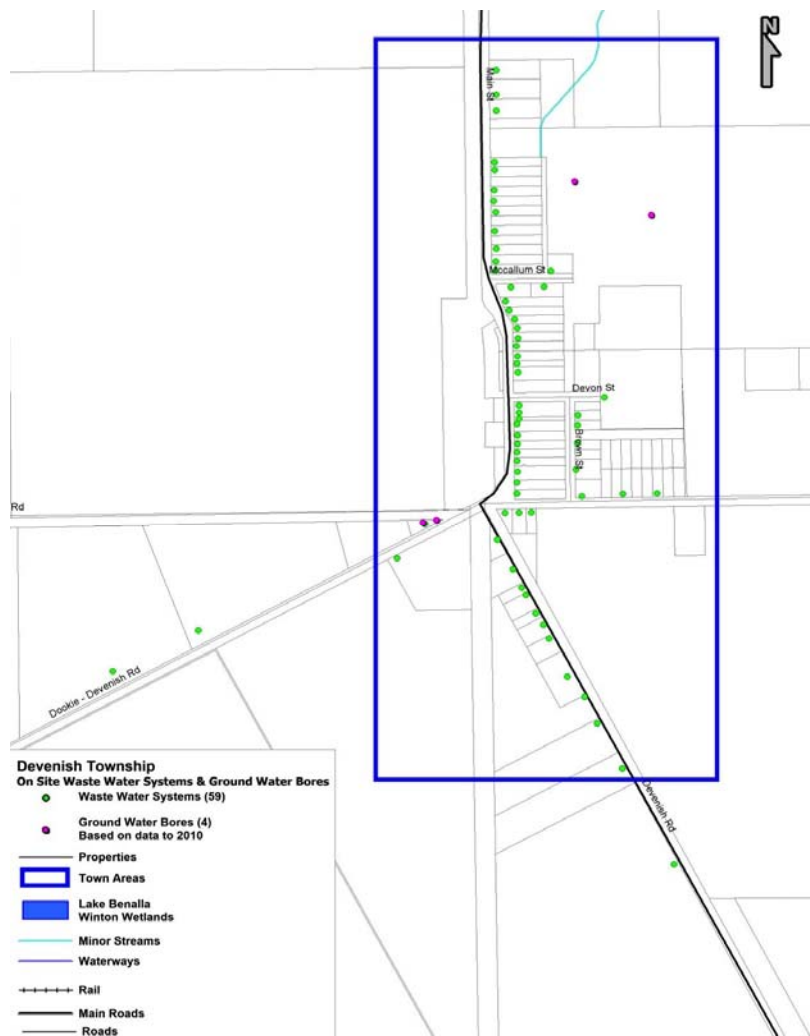 N
Main St
Mccallum St
Devon St
Brown St
Rd
Dookie - Devenish Rd
Devenish Rd
Devenish Township
On Site Waste Water Systems & Ground Water Bores
Waste Water Systems (59)
Ground Water Bores (4)
Based on data to 2010
Properties
Town Areas
Lake Benalla
Winton Wetlands
Minor Streams
Waterways
Rail
Main Roads
Roads